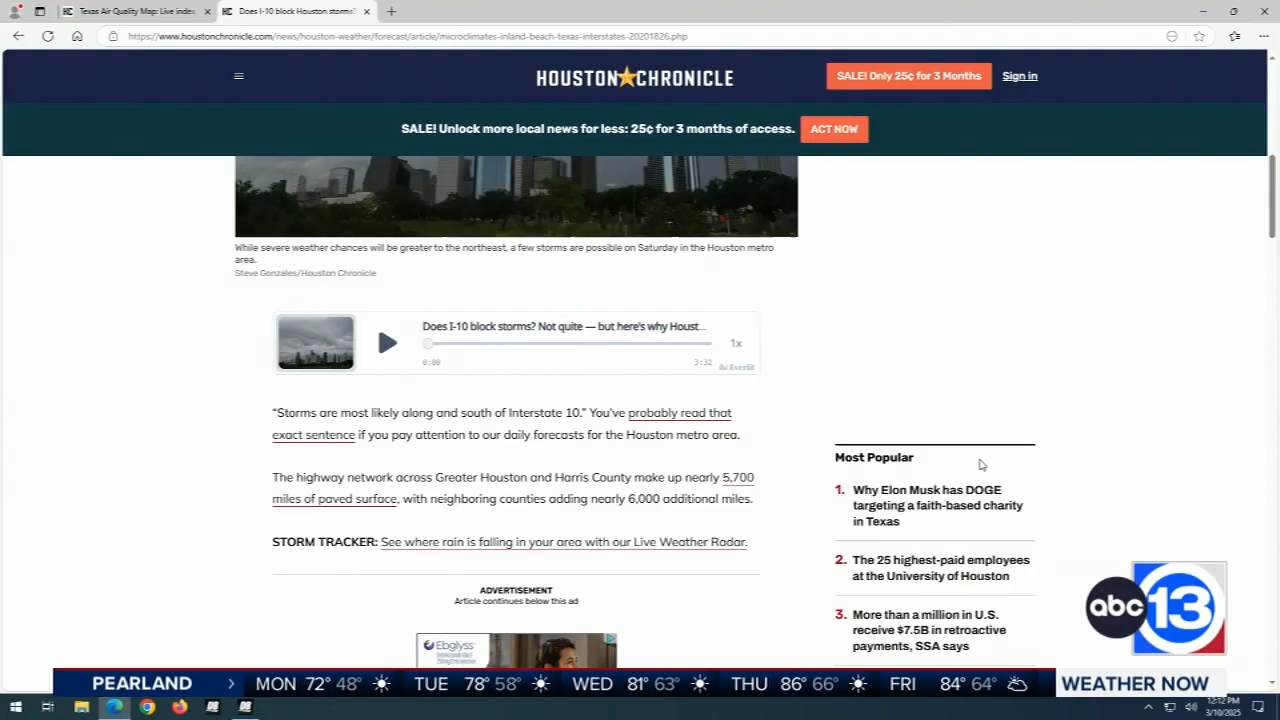 Texas Air Quality Map: Live index
Does I-10 block Houston storms?
https://www.houstonchronicle.com/news/houston-weather/forecast/article/microclimates-inland-beach-texas-interstates-20201826.php
HOUSTON CHRONICLE
SALE! Only 25¢ for 3 Months
Sign in
SALE! Unlock more local news for less: 25¢ for 3 months of access.
ACT NOW
While severe weather chances will be greater to the northeast, a few storms are possible on Saturday in the Houston metro
area.
Steve Gonzales/Houston Chronicle
Does I-10 block storms? Not quite — but here's why Houst...
1x
0:00
3:32
Everlit
“Storms are most likely along and south of Interstate 10.” You’ve probably read that
exact sentence if you pay attention to our daily forecasts for the Houston metro area.
The highway network across Greater Houston and Harris County make up nearly 5,700
miles of paved surface, with neighboring counties adding nearly 6,000 additional miles.
STORM TRACKER: See where rain is falling in your area with our Live Weather Radar.
ADVERTISEMENT
Article continues below this ad
Ebglyss
Most Popular
1. Why Elon Musk has DOGE
targeting a faith-based charity
in Texas
2. The 25 highest-paid employees
at the University of Houston
3. More than a million in U.S.
receive $7.5B in retroactive
payments, SSA says
abc 13
PEARLAND > MON 72° 48° TUE 78° 58° WED 81° 63° THU 86° 66° FRI 84° 64° WEATHER NOW
12:12 PM
3/10/2025